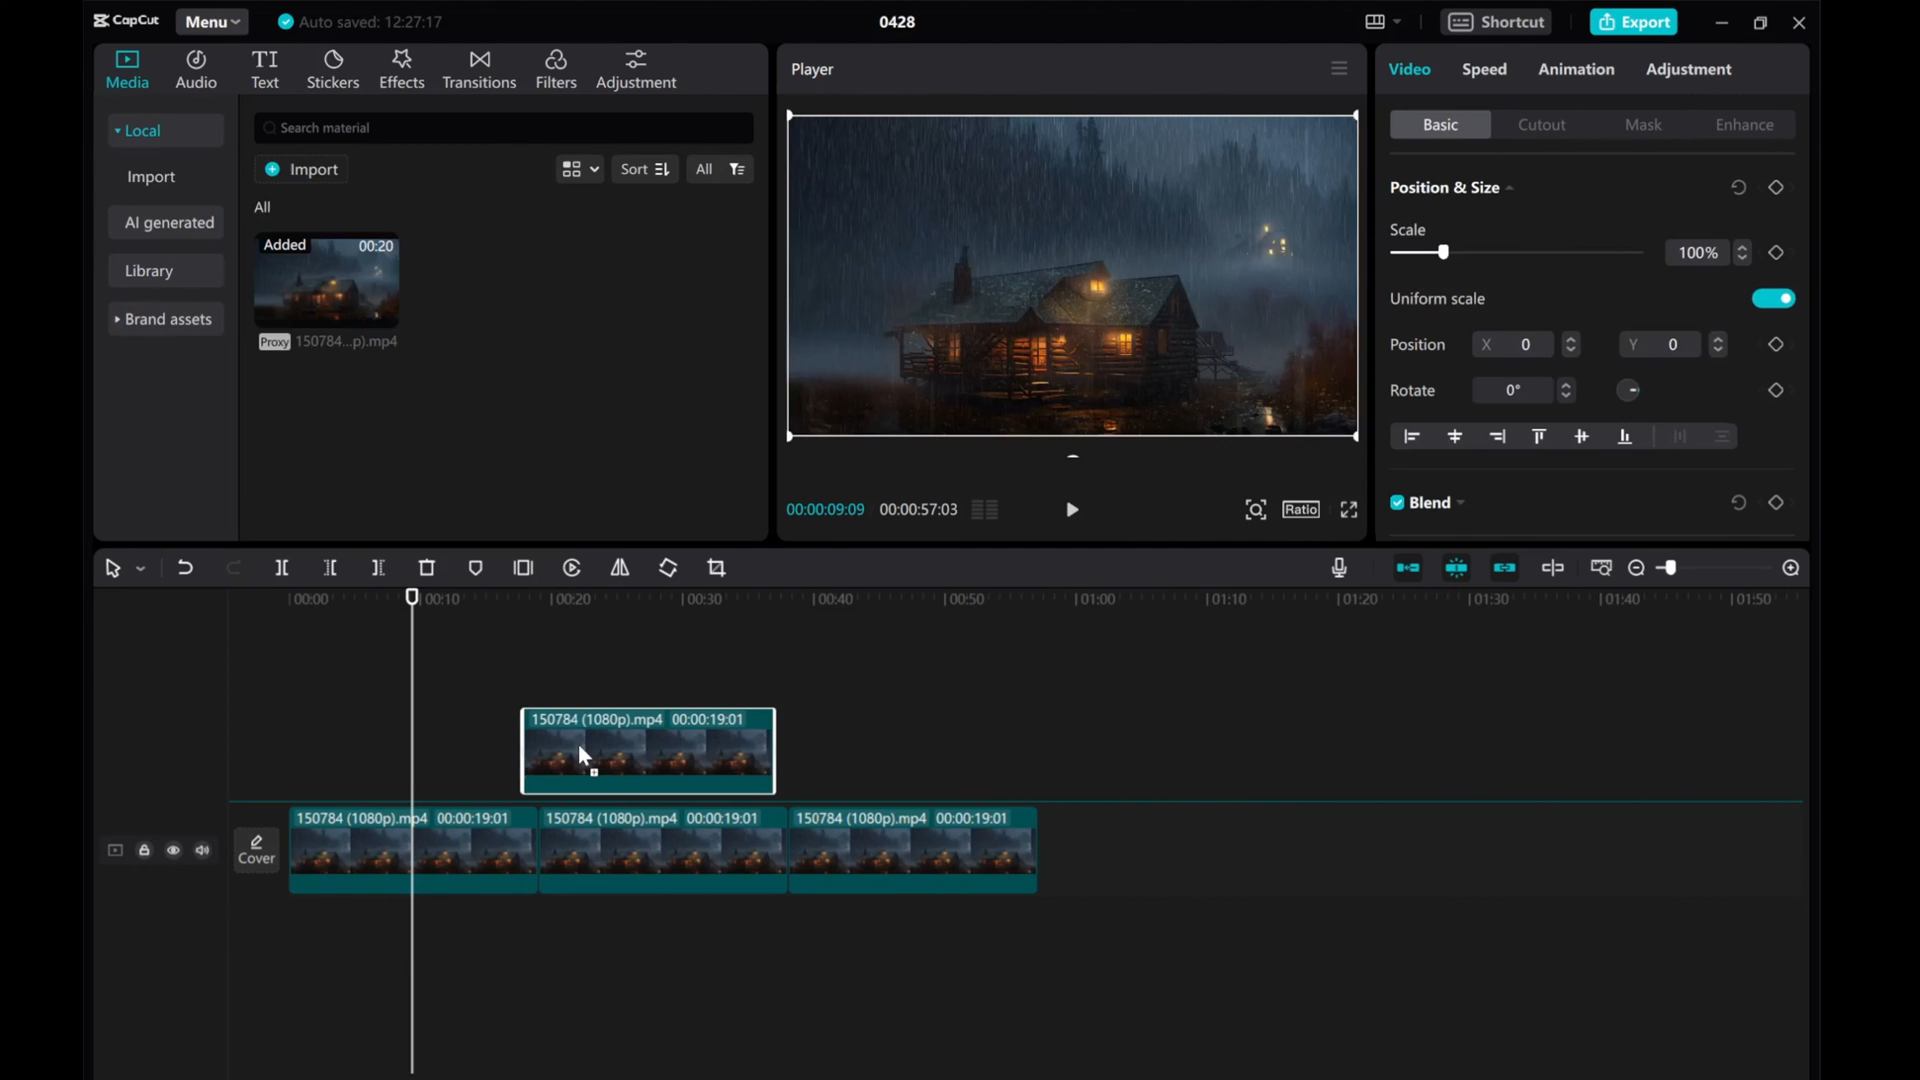 CapCut Menu Auto saved: 12:27:17 0428 Shortcut Export
Media Audio Text Stickers Effects Transitions Filters Adjustment
TI
Local
Import
AI generated
Library
Brand assets
Search material
Import Sort All
All
Added 00:20
Proxy 150784...p).mp4
Player
00:00:09:09 00:00:57:03 Ratio
Video Speed Animation Adjustment
Basic Cutout Mask Enhance
Position & Size
Scale
100%
Uniform scale
Position X 0 Y 0
Rotate 0°
Blend
00:00 00:10 00:20 00:30 00:40 00:50 01:00 01:10 01:20 01:30 01:40 01:50
150784 (1080p).mp4 00:00:19:01
Cover
150784 (1080p).mp4 00:00:19:01
150784 (1080p).mp4 00:00:19:01
150784 (1080p).mp4 00:00:19:01